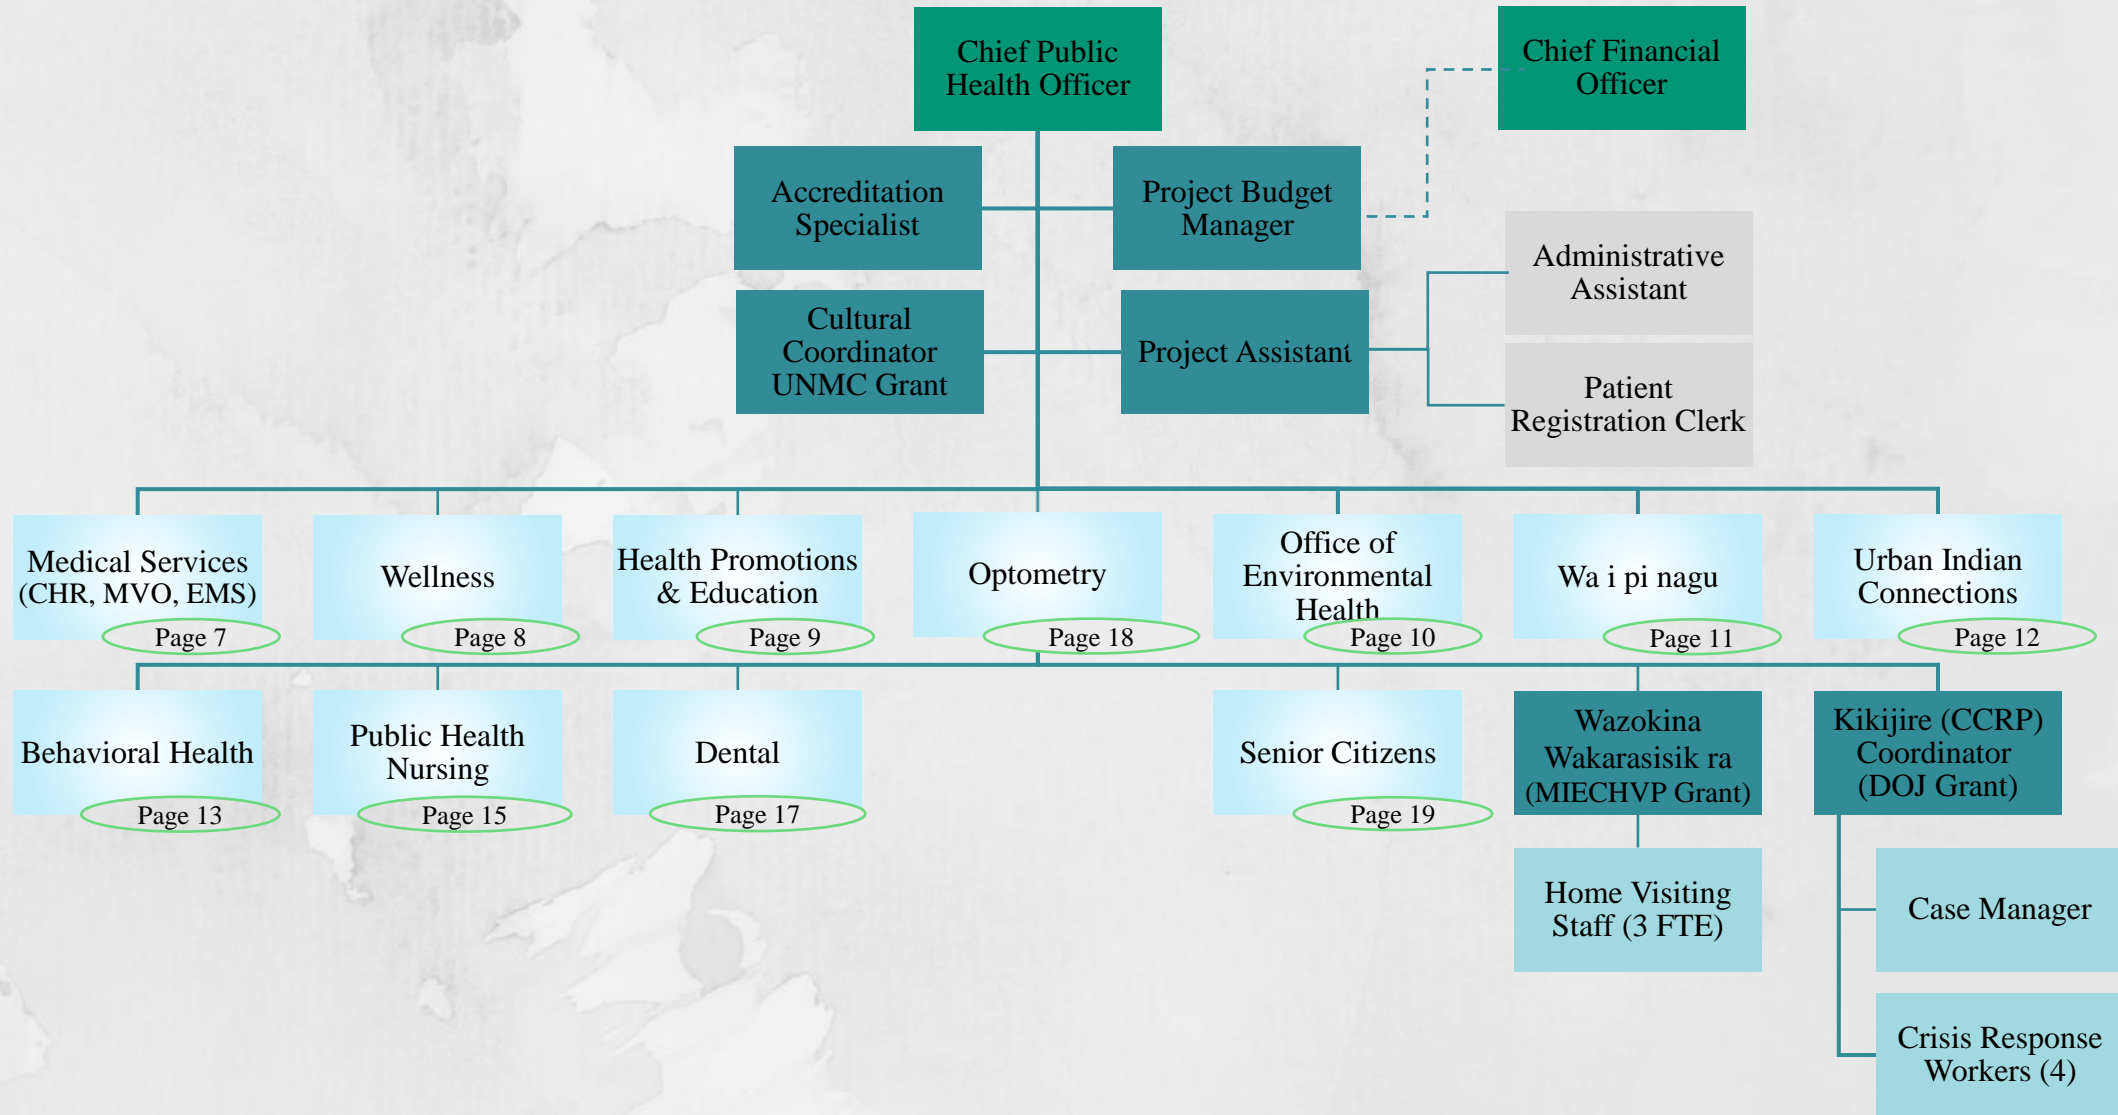 Chief Public
Health Officer
Chief Financial
Officer
Accreditation
Specialist
Project Budget
Manager
Cultural
Coordinator
UNMC Grant
Project Assistant
Administrative
Assistant
Patient
Registration Clerk
Medical Services
(CHR, MVO, EMS)
Page 7
Wellness
Page 8
Health Promotions
& Education
Page 9
Optometry
Page 18
Office of
Environmental
Health
Page 10
Wa i pi nagu
Page 11
Urban Indian
Connections
Page 12
Behavioral Health
Page 13
Public Health
Nursing
Page 15
Dental
Page 17
Senior Citizens
Page 19
Wazokina
Wakarasisik ra
(MIECHVP Grant)
Kikijire (CCRP)
Coordinator
(DOJ Grant)
Home Visiting
Staff (3 FTE)
Case Manager
Crisis Response
Workers (4)